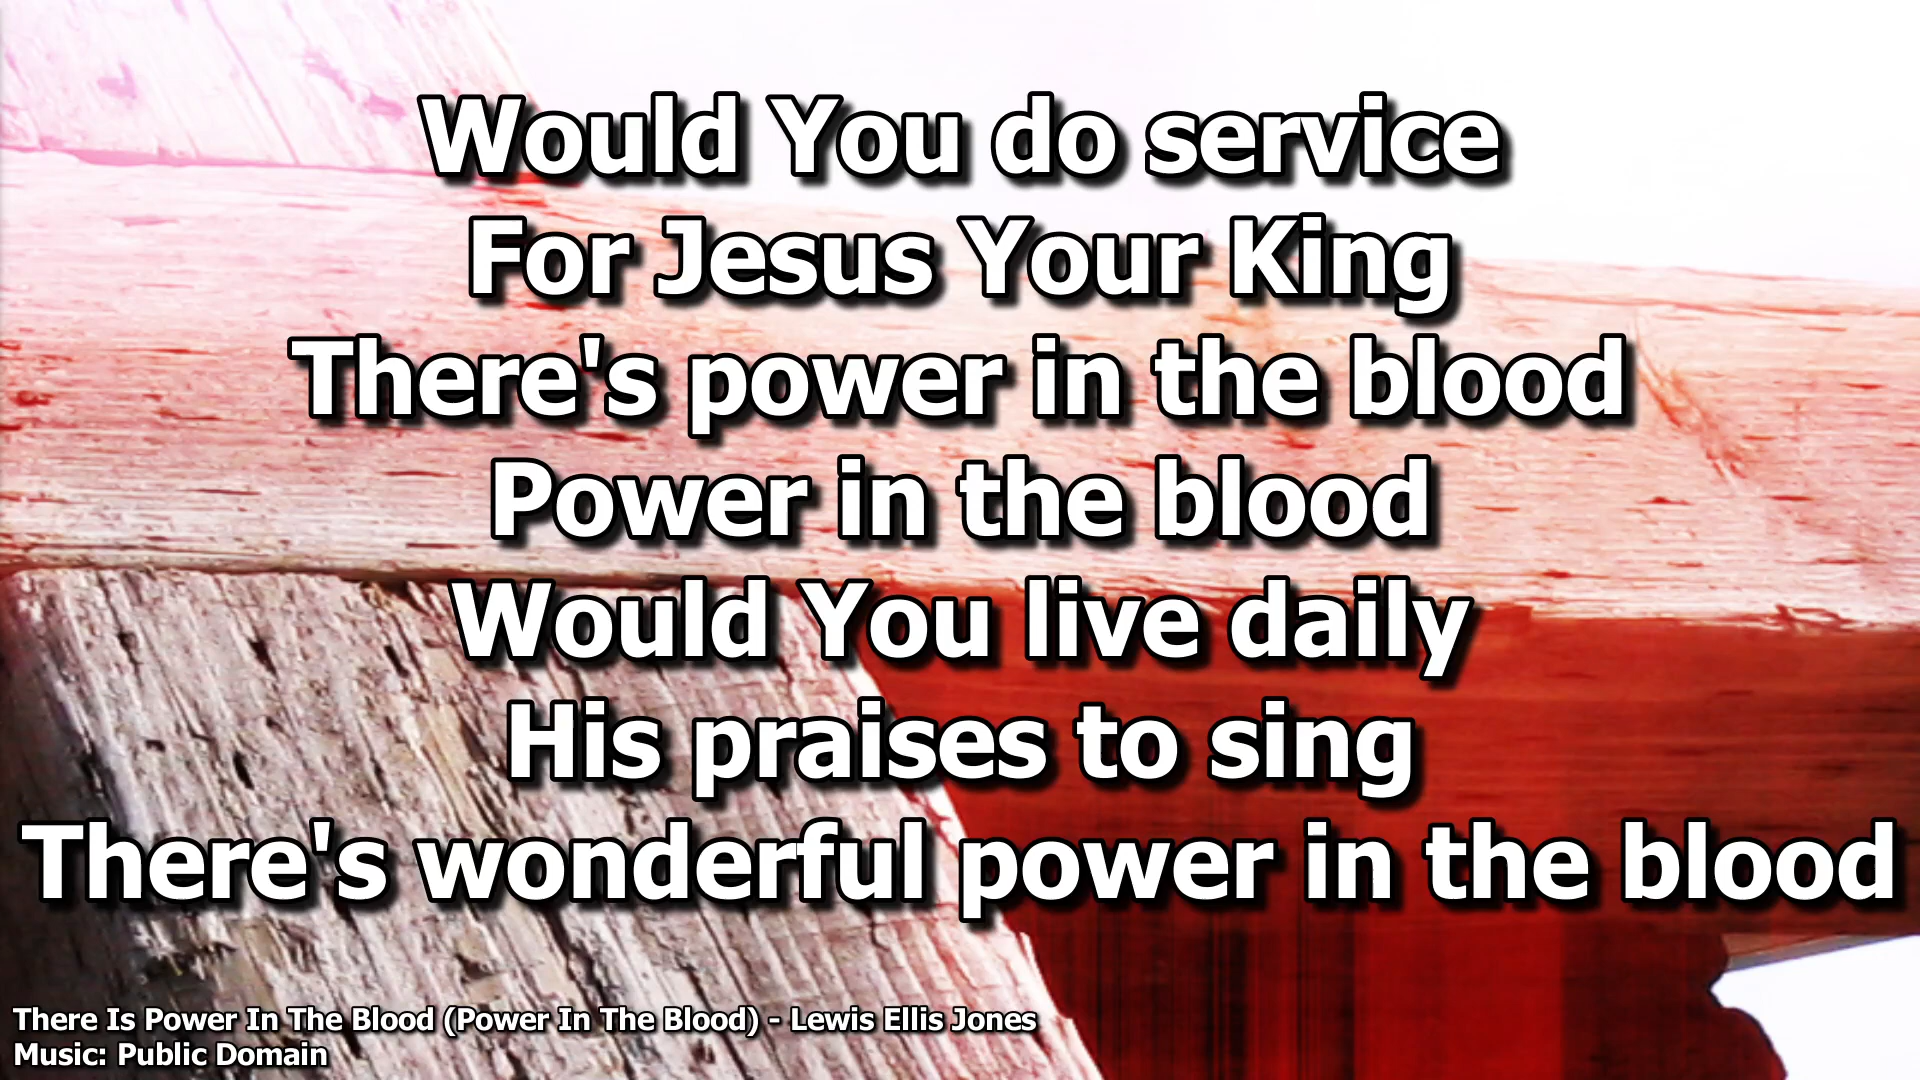 Would You do service
For Jesus Your King
There's power in the blood
Power in the blood
Would You live daily
His praises to sing
There's wonderful power in the blood
There Is Power In The Blood (Power In The Blood) - Lewis Ellis Jones
Music: Public Domain